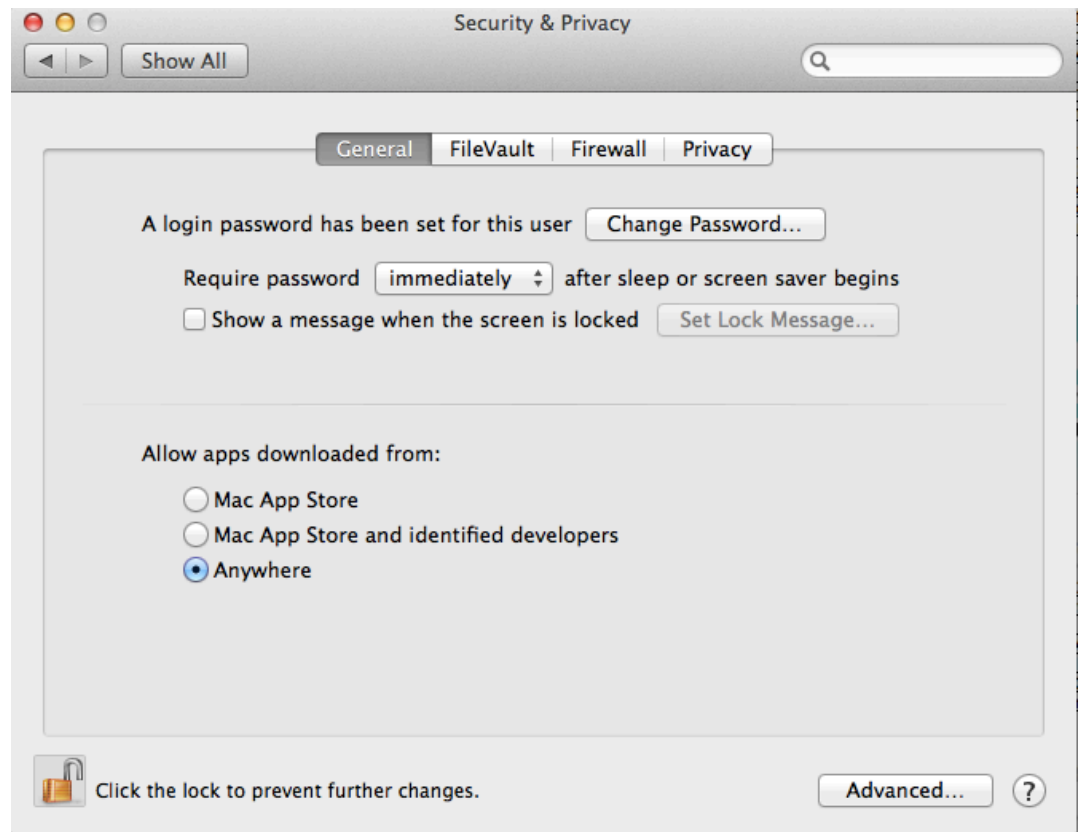 Security & Privacy
Show All
General FileVault Firewall Privacy
A login password has been set for this user Change Password...
Require password immediately after sleep or screen saver begins
Show a message when the screen is locked Set Lock Message...
Allow apps downloaded from:
Mac App Store
Mac App Store and identified developers
Anywhere
Click the lock to prevent further changes. Advanced... ?